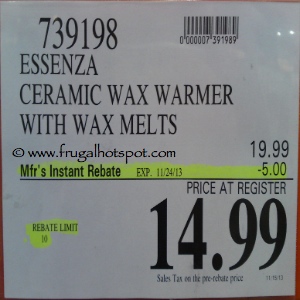 739198
0000007391989
ESSENZA
CERAMIC WAX WARMER
WITH WAX MELTS
www.frugalhotspot.com
19.99
Mfr's Instant Rebate EXP. 11/24/13 -5.00
PRICE AT REGISTER
14.99
REBATE LIMIT
10
Sales Tax on the pre-rebate price